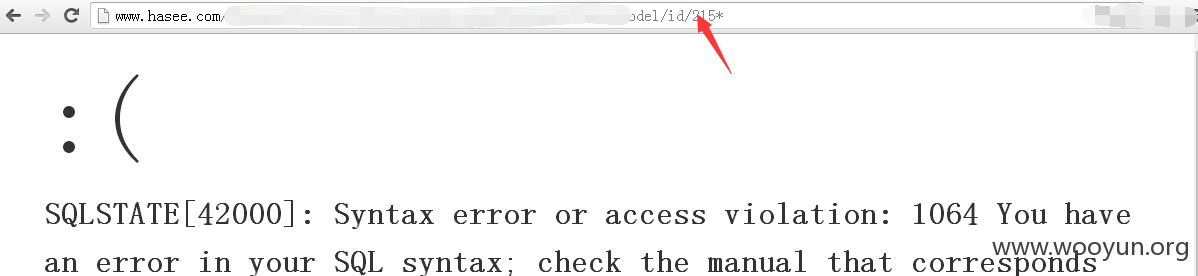 www.hasee.com/ odel/id/215*
:(
SQLSTATE[42000]: Syntax error or access violation: 1064 You have
an error in your SQL syntax; check the manual that corresponds
www.wooyun.org